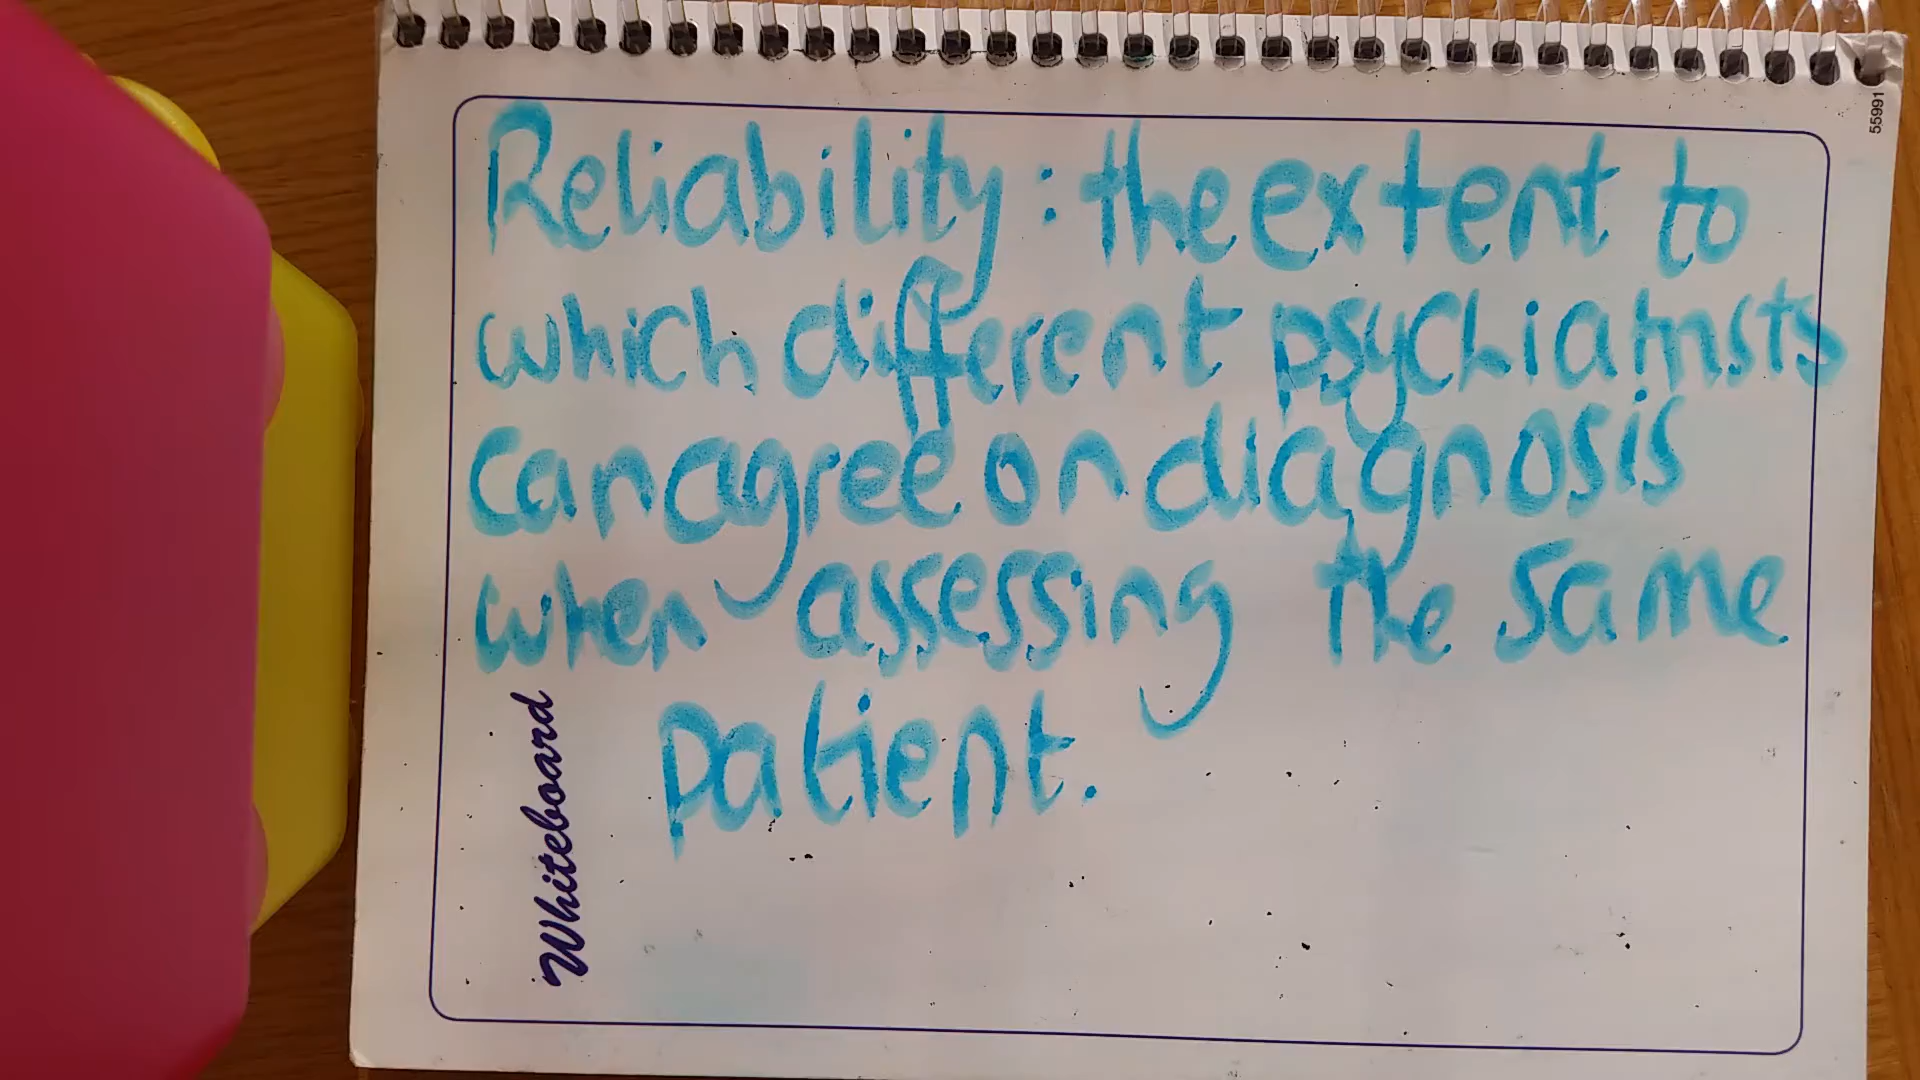 Reliability: the extent to
which different psychiatrists
can agree on diagnosis
when assessing the same
patient.
Whiteboard
55991